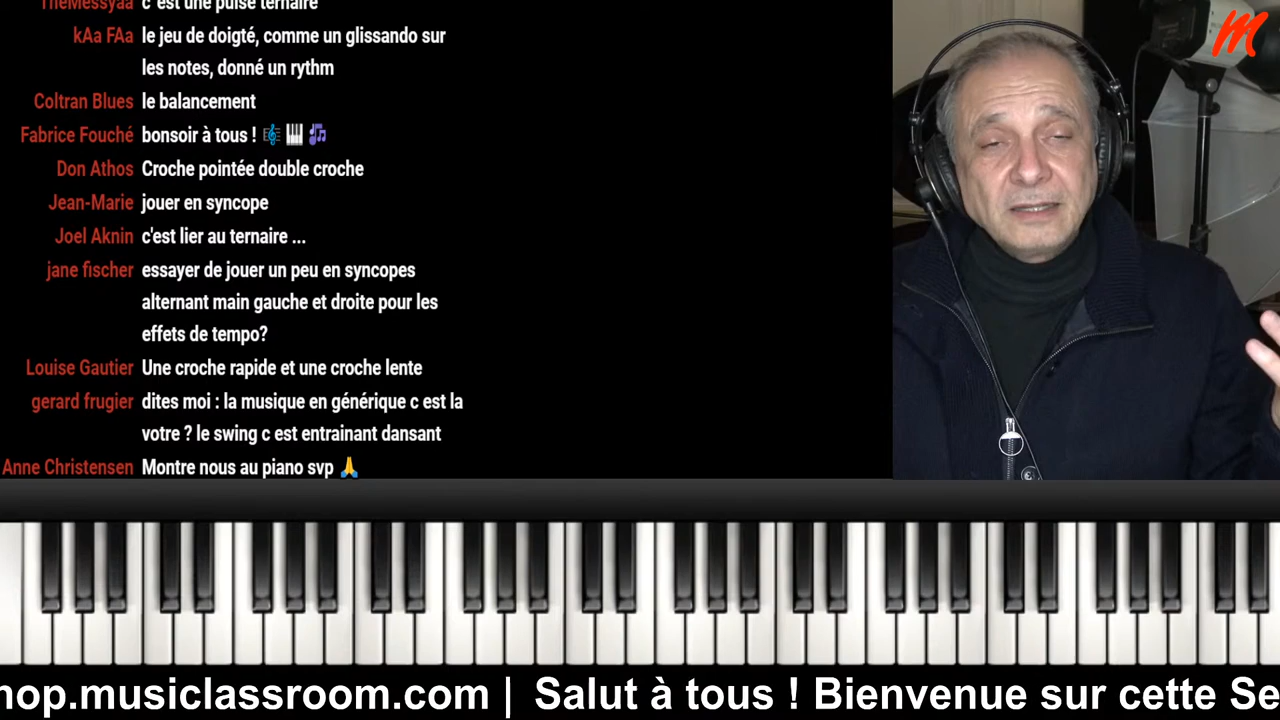 TheMessyaa c'est une pulse ternaire
kAa FAa le jeu de doigté, comme un glissando sur
les notes, donné un rythm
Coltran Blues le balancement
Fabrice Fouché bonsoir à tous ! 🎼 🎹 🎶
Don Athos Croche pointée double croche
Jean-Marie jouer en syncope
Joel Aknin c'est lier au ternaire ...
jane fischer essayer de jouer un peu en syncopes
alternant main gauche et droite pour les
effets de tempo?
Louise Gautier Une croche rapide et une croche lente
gerard frugier dites moi : la musique en générique c est la
votre ? le swing c est entrainant dansant
Anne Christensen Montre nous au piano svp 🙏
M
hop.musiclassroom.com | Salut à tous ! Bienvenue sur cette Se